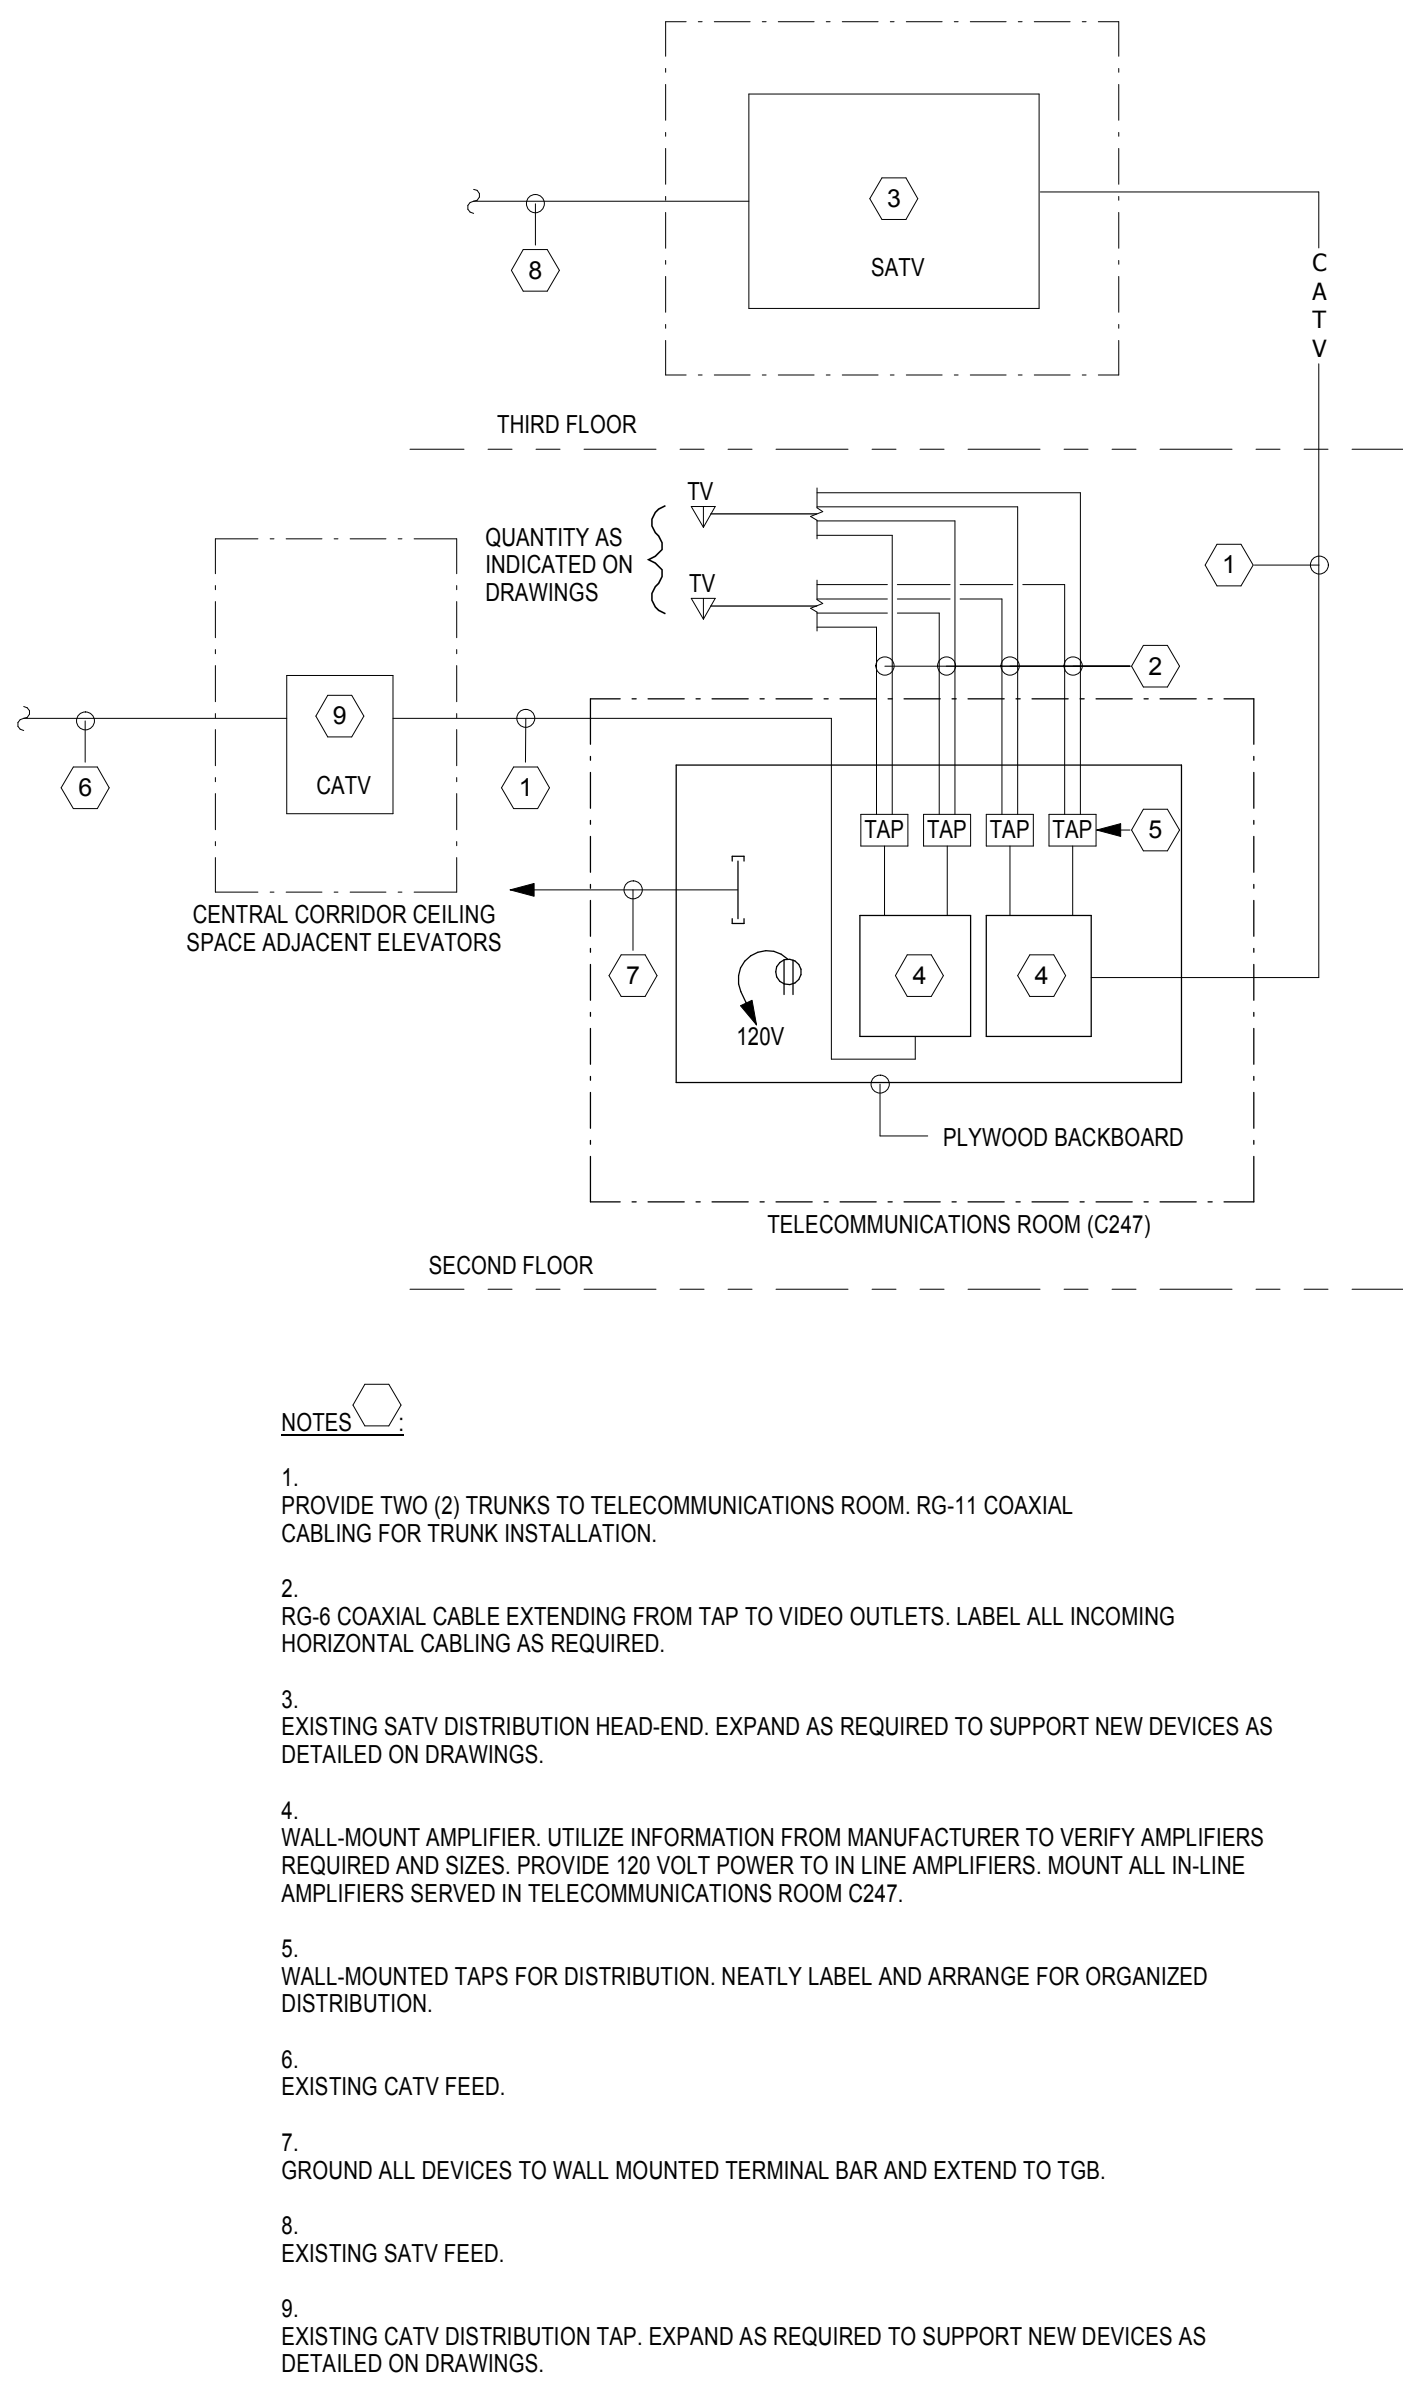 3
SATV
8
C
A
T
V
THIRD FLOOR
TV
QUANTITY AS
INDICATED ON
DRAWINGS
TV
1
2
9
CATV
6
1
TAP TAP TAP TAP
5
CENTRAL CORRIDOR CEILING
SPACE ADJACENT ELEVATORS
7
4
4
120V
PLYWOOD BACKBOARD
TELECOMMUNICATIONS ROOM (C247)
SECOND FLOOR
NOTES :
1.
PROVIDE TWO (2) TRUNKS TO TELECOMMUNICATIONS ROOM. RG-11 COAXIAL
CABLING FOR TRUNK INSTALLATION.
2.
RG-6 COAXIAL CABLE EXTENDING FROM TAP TO VIDEO OUTLETS. LABEL ALL INCOMING
HORIZONTAL CABLING AS REQUIRED.
3.
EXISTING SATV DISTRIBUTION HEAD-END. EXPAND AS REQUIRED TO SUPPORT NEW DEVICES AS
DETAILED ON DRAWINGS.
4.
WALL-MOUNT AMPLIFIER. UTILIZE INFORMATION FROM MANUFACTURER TO VERIFY AMPLIFIERS
REQUIRED AND SIZES. PROVIDE 120 VOLT POWER TO IN LINE AMPLIFIERS. MOUNT ALL IN-LINE
AMPLIFIERS SERVED IN TELECOMMUNICATIONS ROOM C247.
5.
WALL-MOUNTED TAPS FOR DISTRIBUTION. NEATLY LABEL AND ARRANGE FOR ORGANIZED
DISTRIBUTION.
6.
EXISTING CATV FEED.
7.
GROUND ALL DEVICES TO WALL MOUNTED TERMINAL BAR AND EXTEND TO TGB.
8.
EXISTING SATV FEED.
9.
EXISTING CATV DISTRIBUTION TAP. EXPAND AS REQUIRED TO SUPPORT NEW DEVICES AS
DETAILED ON DRAWINGS.